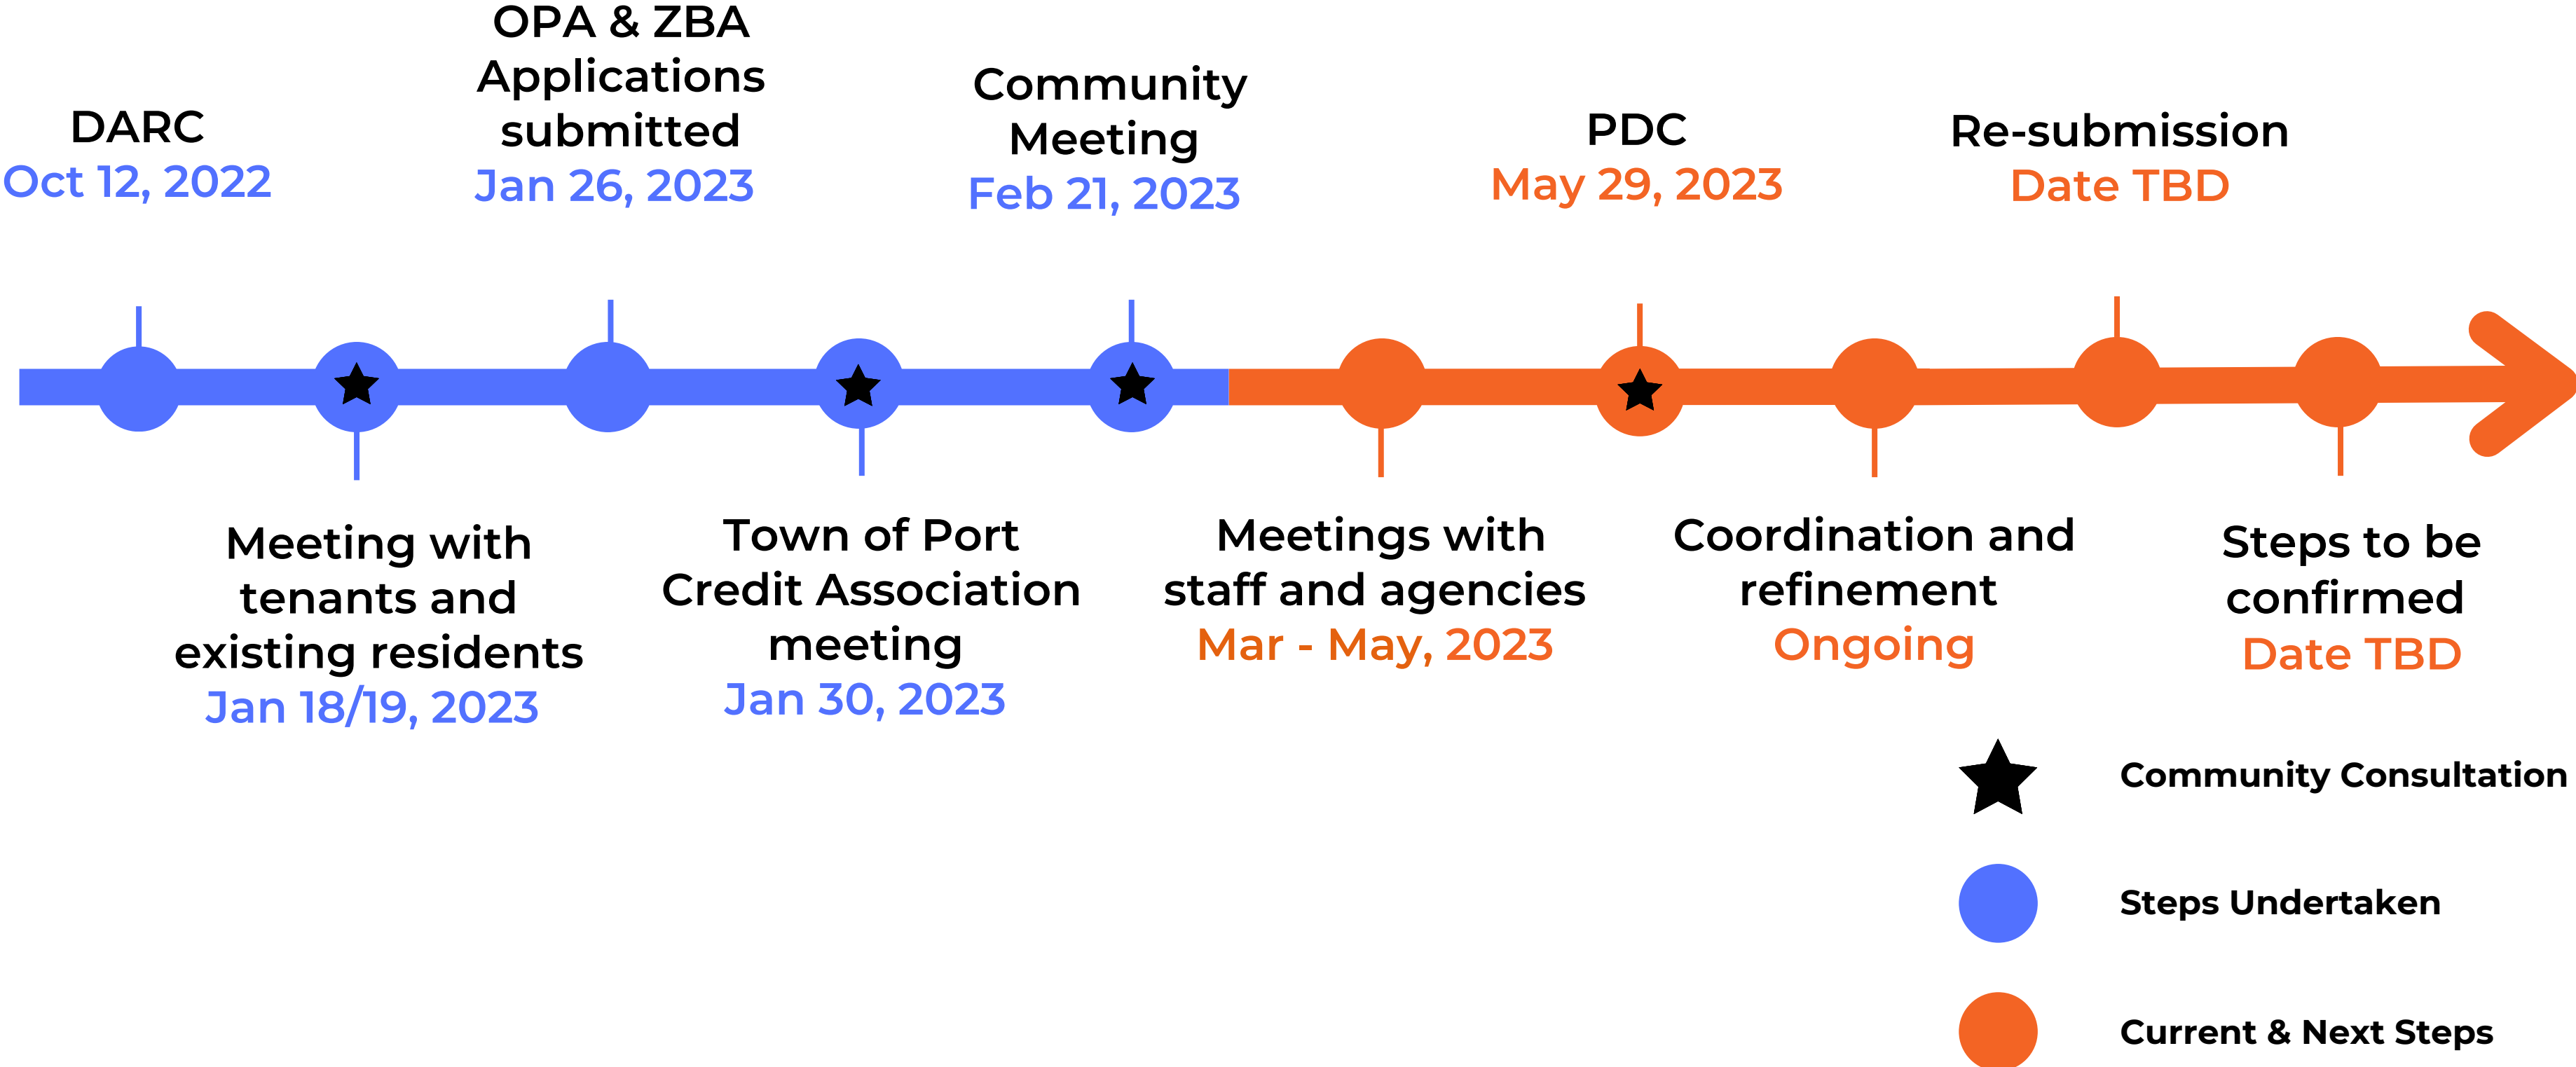 DARC
Oct 12, 2022
OPA & ZBA
Applications
submitted
Jan 26, 2023
Community
Meeting
Feb 21, 2023
PDC
May 29, 2023
Re-submission
Date TBD
Meeting with
tenants and
existing residents
Jan 18/19, 2023
Town of Port
Credit Association
meeting
Jan 30, 2023
Meetings with
staff and agencies
Mar - May, 2023
Coordination and
refinement
Ongoing
Steps to be
confirmed
Date TBD
Community Consultation
Steps Undertaken
Current & Next Steps